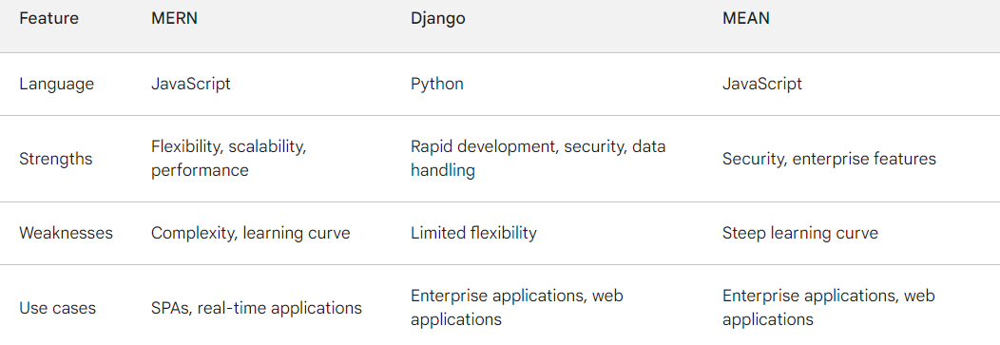 Feature MERN Django MEAN
Language JavaScript Python JavaScript
Strengths Flexibility, scalability, performance Rapid development, security, data handling Security, enterprise features
Weaknesses Complexity, learning curve Limited flexibility Steep learning curve
Use cases SPAs, real-time applications Enterprise applications, web applications Enterprise applications, web applications